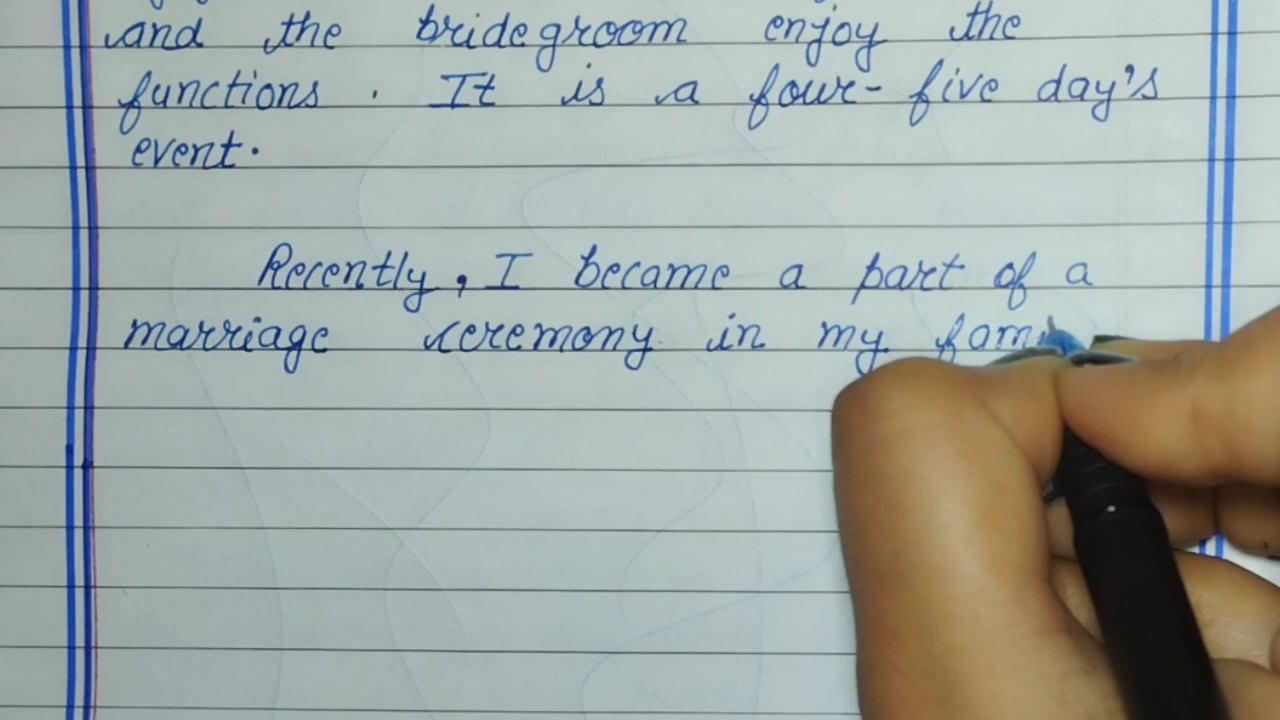 and the bridegroom enjoy the
functions. It is a four-five day's
event.
Recently, I became a part of a
marriage ceremony in my fam